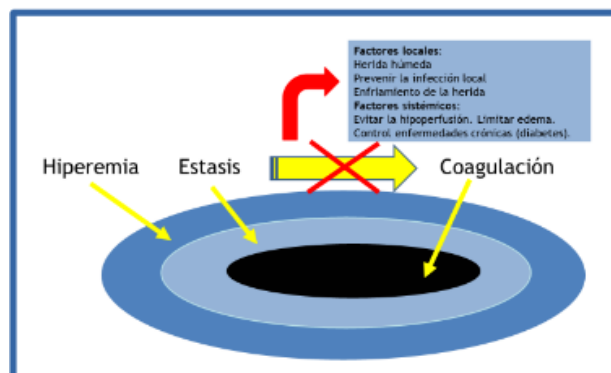 Factores locales:
Herida húmeda
Prevenir la infección local
Enfriamiento de la herida
Factores sistémicos:
Evitar la hipoperfusión. Limitar edema.
Control enfermedades crónicas (diabetes).
Hiperemia
Estasis
Coagulación